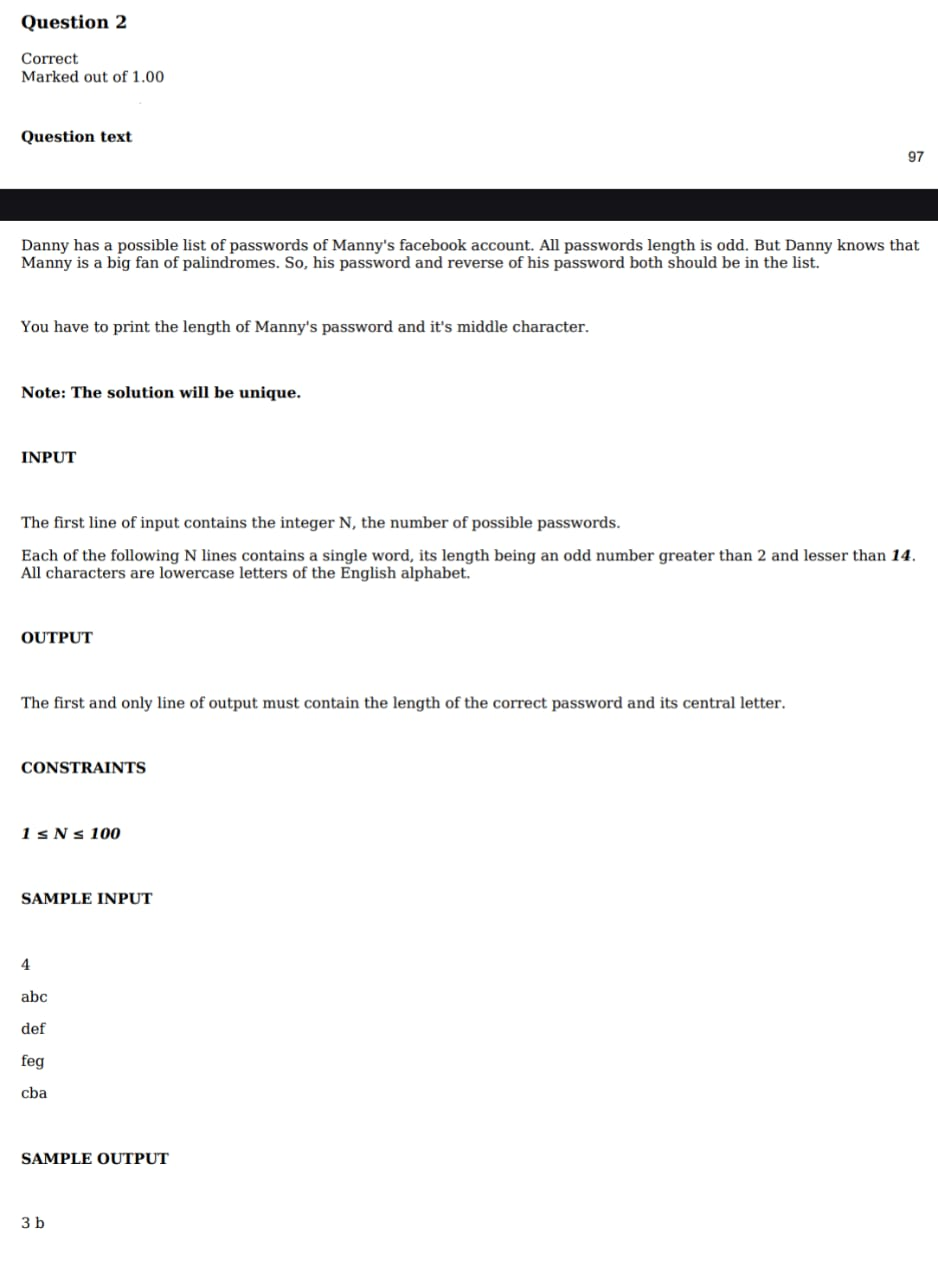 Question 2
Correct
Marked out of 1.00
Question text
97
Danny has a possible list of passwords of Manny's facebook account. All passwords length is odd. But Danny knows that
Manny is a big fan of palindromes. So, his password and reverse of his password both should be in the list.
You have to print the length of Manny's password and it's middle character.
Note: The solution will be unique.
INPUT
The first line of input contains the integer N, the number of possible passwords.
Each of the following N lines contains a single word, its length being an odd number greater than 2 and lesser than 14.
All characters are lowercase letters of the English alphabet.
OUTPUT
The first and only line of output must contain the length of the correct password and its central letter.
CONSTRAINTS
1 ≤ N ≤ 100
SAMPLE INPUT
4
abc
def
feg
cba
SAMPLE OUTPUT
3 b